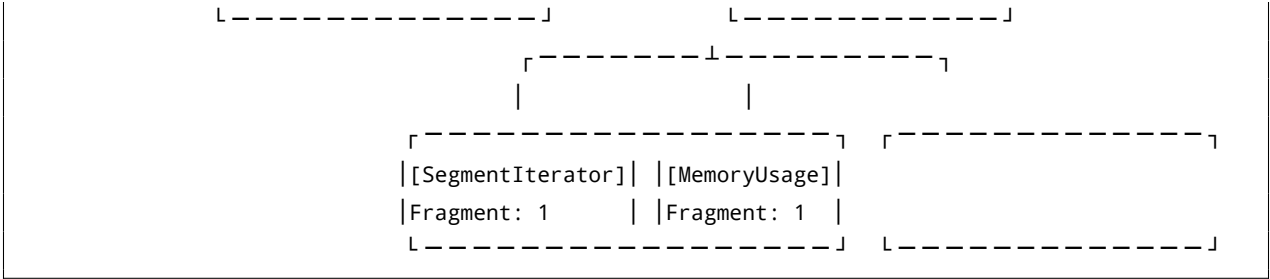 └─────────────┘ └───────────┘
┌───────┴─────────┐
│ │
┌─────────────────┐ ┌─────────────┐
│[SegmentIterator]│ │[MemoryUsage]│
│Fragment: 1 │ │Fragment: 1 │
└─────────────────┘ └─────────────┘